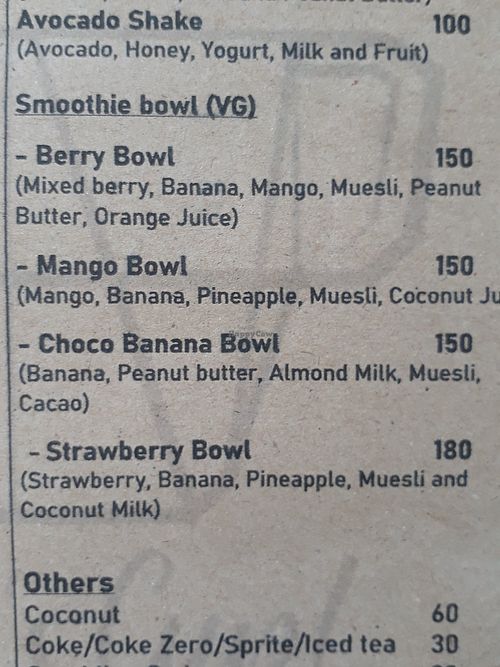 Avocado Shake 100
(Avocado, Honey, Yogurt, Milk and Fruit)
Smoothie bowl (VG)
- Berry Bowl 150
(Mixed berry, Banana, Mango, Muesli, Peanut
Butter, Orange Juice)
- Mango Bowl 150
(Mango, Banana, Pineapple, Muesli, Coconut Ju
- Choco Banana Bowl 150
(Banana, Peanut butter, Almond Milk, Muesli,
Cacao)
- Strawberry Bowl 180
(Strawberry, Banana, Pineapple, Muesli and
Coconut Milk)
Others
Coconut 60
Coke/Coke Zero/Sprite/Iced tea 30